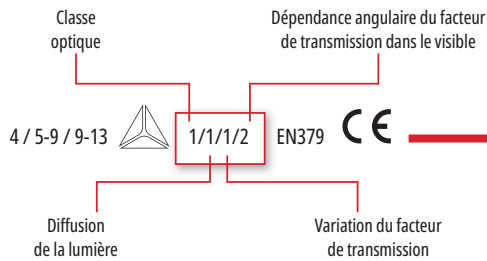 Classe
optique
Dépendance angulaire du facteur
de transmission dans le visible
4 / 5-9 / 9-13 1/1/1/2 EN379 CE
Diffusion
de la lumière
Variation du facteur
de transmission